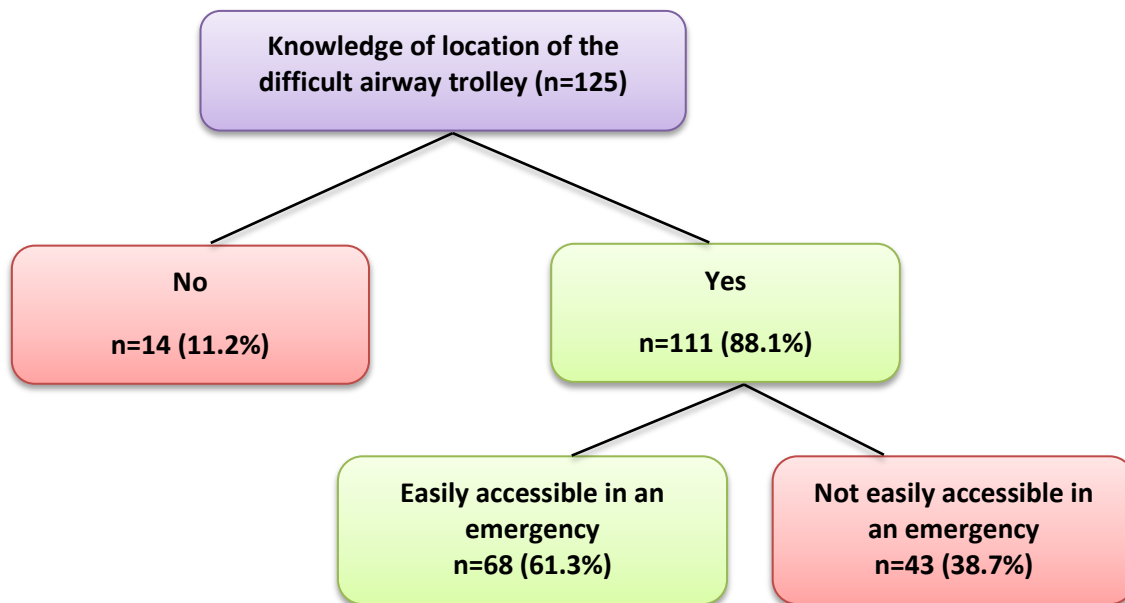 Knowledge of location of the
difficult airway trolley (n=125)
No
n=14 (11.2%)
Yes
n=111 (88.1%)
Easily accessible in an
emergency
n=68 (61.3%)
Not easily accessible in
an emergency
n=43 (38.7%)